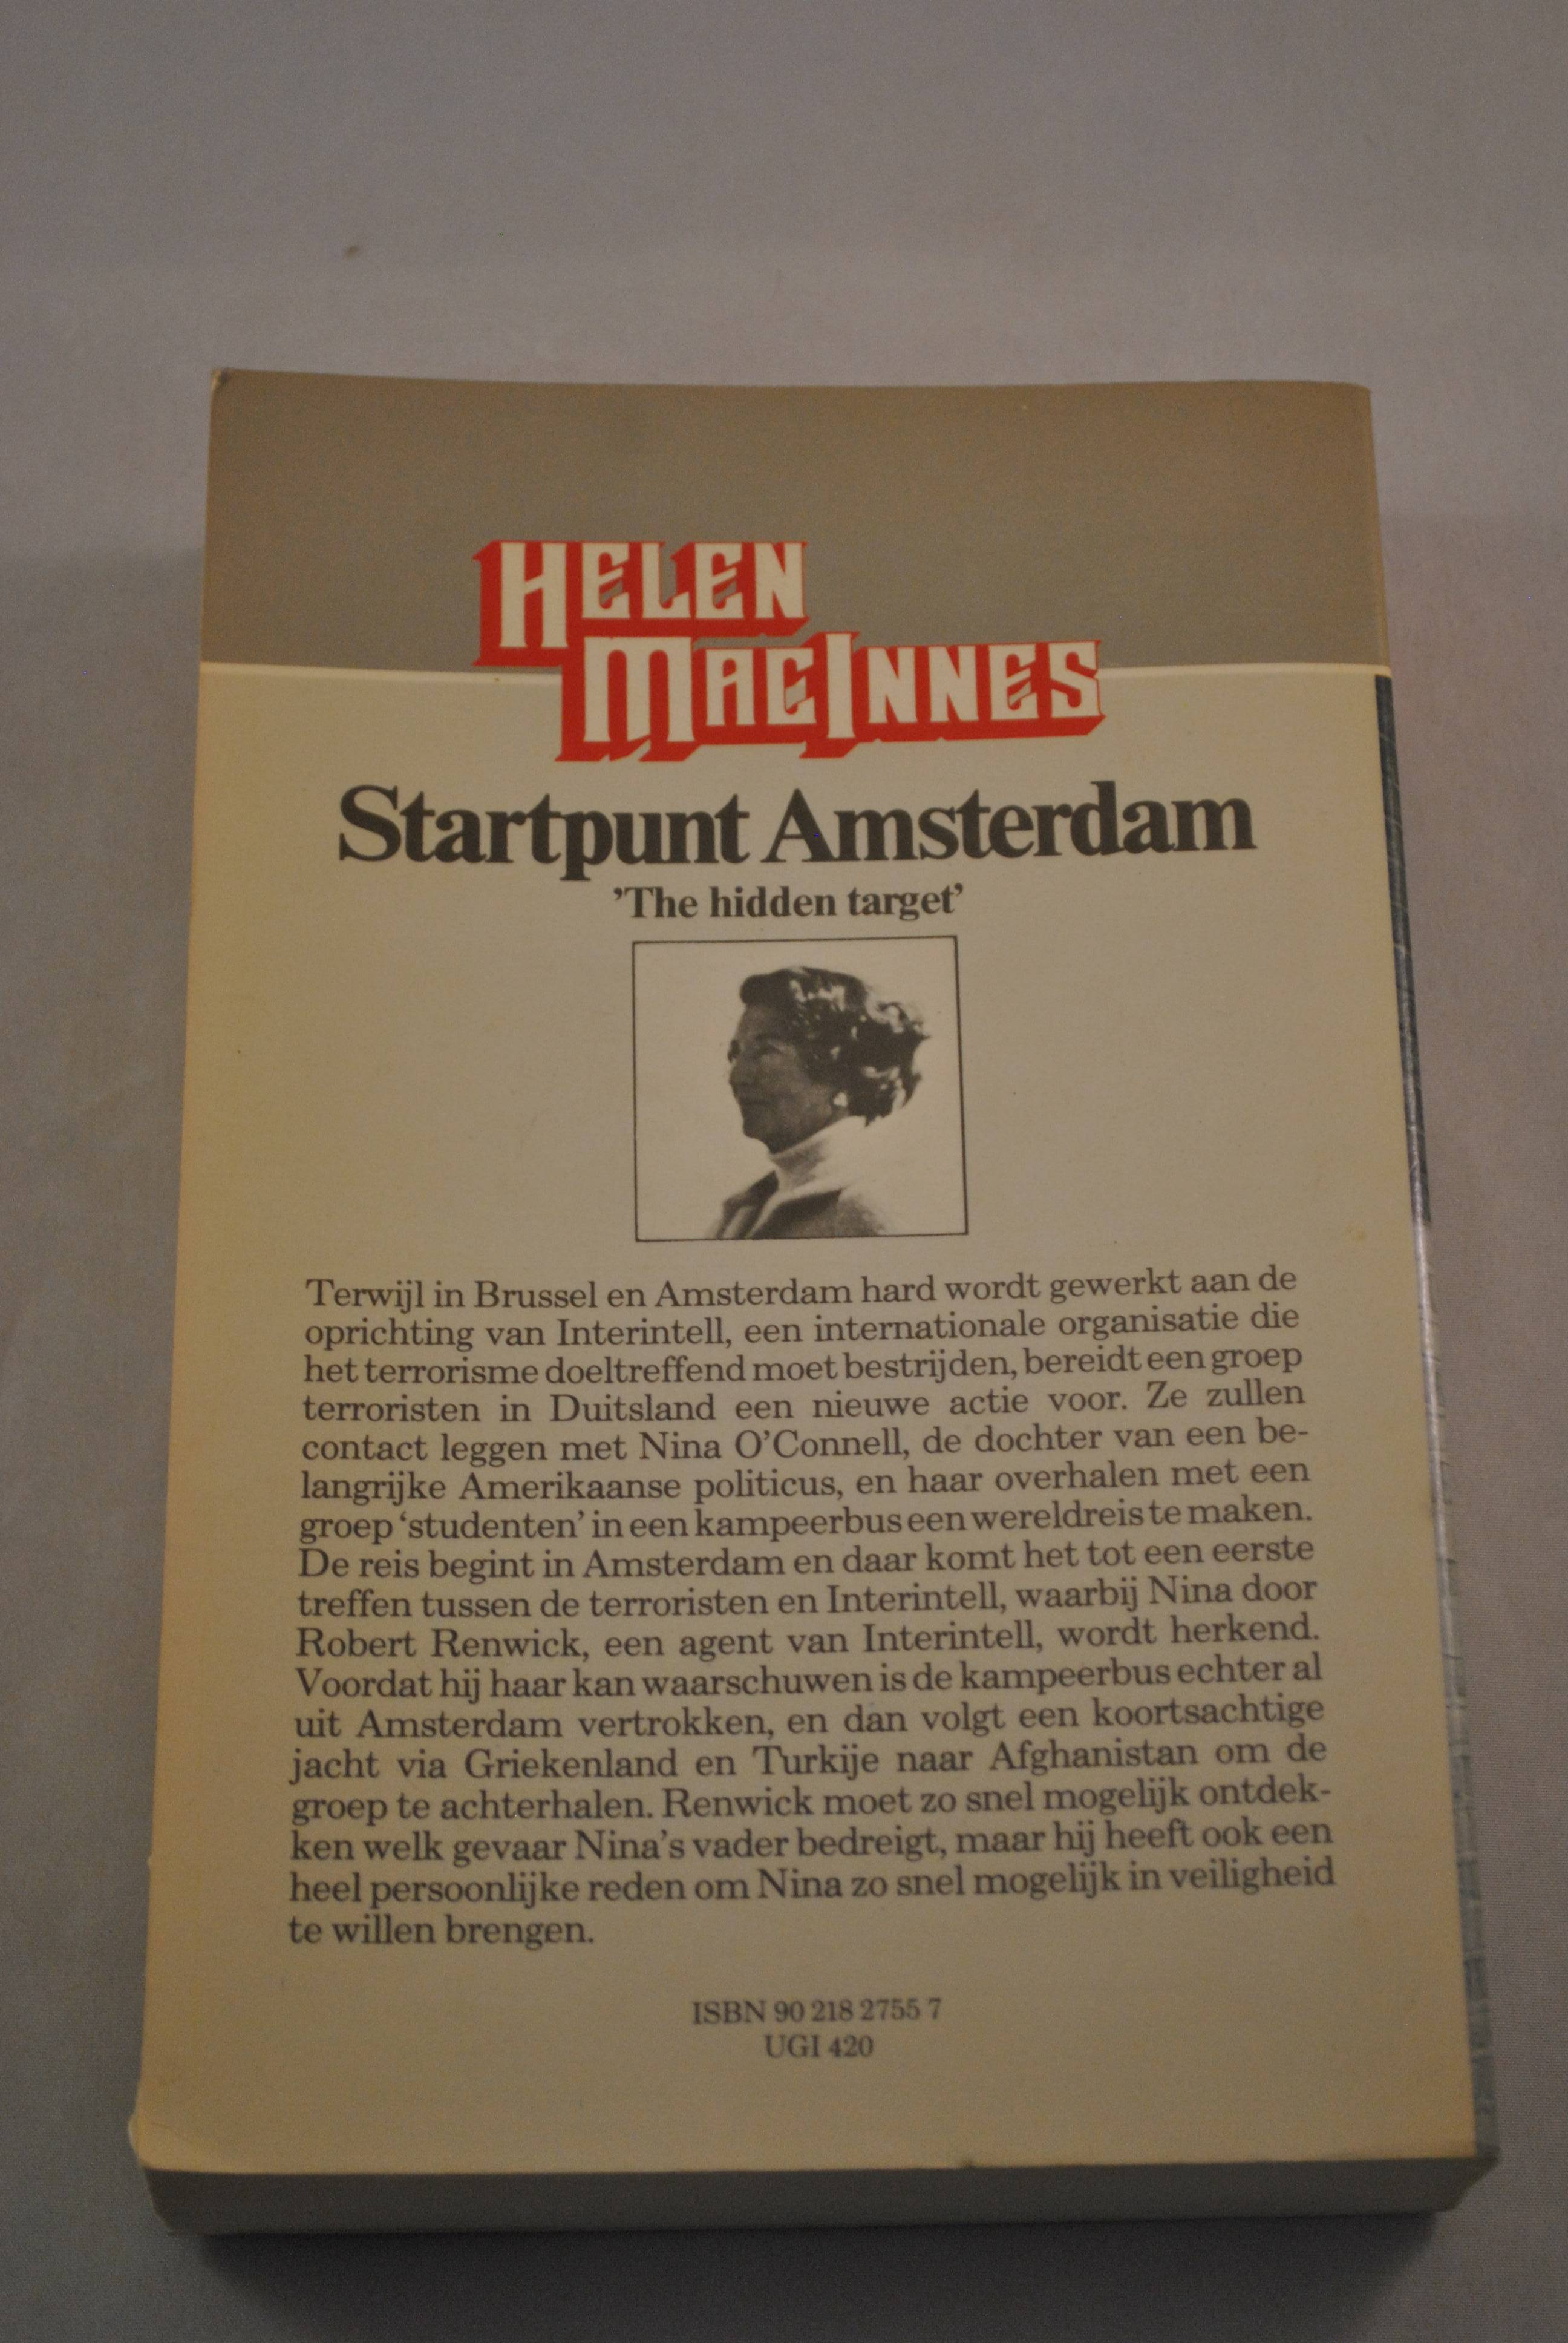 HELEN
MACINNES
Startpunt Amsterdam
’The hidden target’
Terwijl in Brussel en Amsterdam hard wordt gewerkt aan de
oprichting van Interintell, een internationale organisatie die
het terrorisme doeltreffend moet bestrijden, bereidt een groep
terroristen in Duitsland een nieuwe actie voor. Ze zullen
contact leggen met Nina O’Connell, de dochter van een be-
langrijke Amerikaanse politicus, en haar overhalen met een
groep ‘studenten’ in een kampeerbus een wereldreis te maken.
De reis begint in Amsterdam en daar komt het tot een eerste
treffen tussen de terroristen en Interintell, waarbij Nina door
Robert Renwick, een agent van Interintell, wordt herkend.
Voordat hij haar kan waarschuwen is de kampeerbus echter al
uit Amsterdam vertrokken, en dan volgt een koortsachtige
jacht via Griekenland en Turkije naar Afghanistan om de
groep te achterhalen. Renwick moet zo snel mogelijk ontdek-
ken welk gevaar Nina’s vader bedreigt, maar hij heeft ook een
heel persoonlijke reden om Nina zo snel mogelijk in veiligheid
te willen brengen.
ISBN 90 218 2755 7
UGI 420